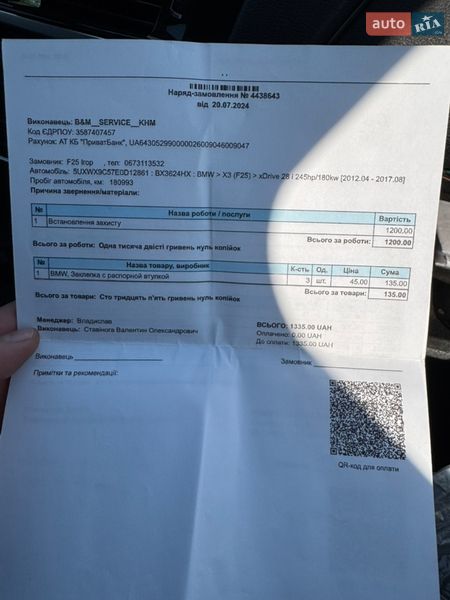 auto RIA
Наряд-замовлення № 4438643
від 20.07.2024
Виконавець: B&M__SERVICE__KHM
Код ЄДРПОУ: 3587407457
Рахунок: АТ КБ "ПриватБанк", UA643052990000026009046009047
Замовник: F25 Ігор , тел: 0673113532
Автомобіль: 5UXWX9C57E0D12861 : BX3624HX : BMW > X3 (F25) > xDrive 28 i 245hp/180kw [2012.04 - 2017.08]
Пробіг автомобіля, км: 180993
Причина звернення/матеріали:
№ Назва роботи / послуги Вартість
1 Встановлення захисту 1200.00
Всього за роботи: Одна тисяча двісті гривень нуль копійок Всього за роботи: 1200.00
№ Назва товару, виробник К-сть Од. Ціна Сума
1 BMW, Заклепка с распорной втулкой 3 шт. 45.00 135.00
Всього за товари: Сто тридцять п'ять гривень нуль копійок Всього за товари: 135.00
Менеджер: Владислав ВСЬОГО: 1335.00 UAH
Виконавець: Ставнога Валентин Олександрович Оплачено: 0.00 UAH
До оплати: 1335.00 UAH
Виконавець Замовник
Примітки та рекомендації:
QR-код для оплати